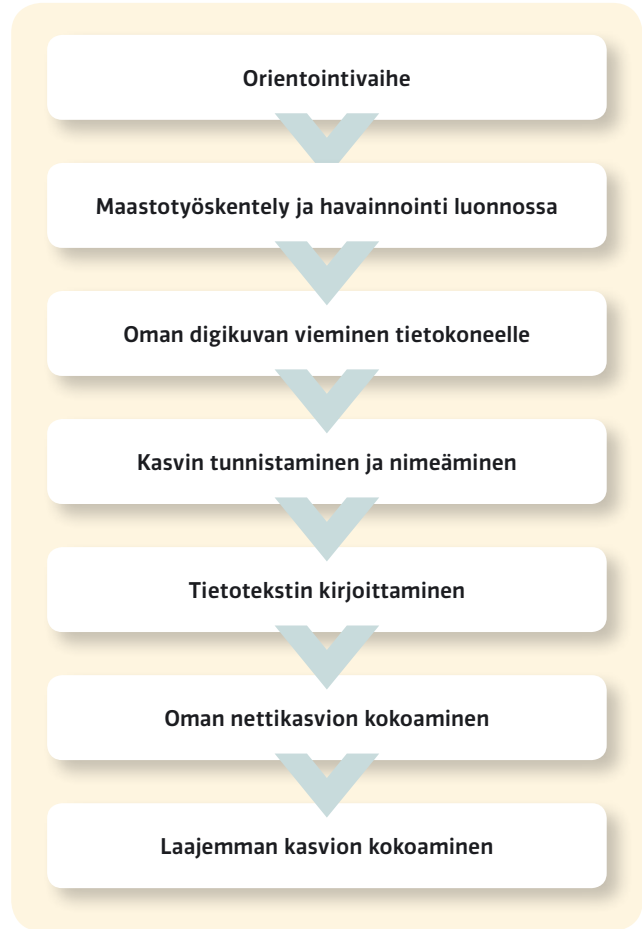 Orientointivaihe
Maastotyöskentely ja havainnointi luonnossa
Oman digikuvan vieminen tietokoneelle
Kasvin tunnistaminen ja nimeäminen
Tietotekstin kirjoittaminen
Oman nettikasvion kokoaminen
Laajemman kasvion kokoaminen